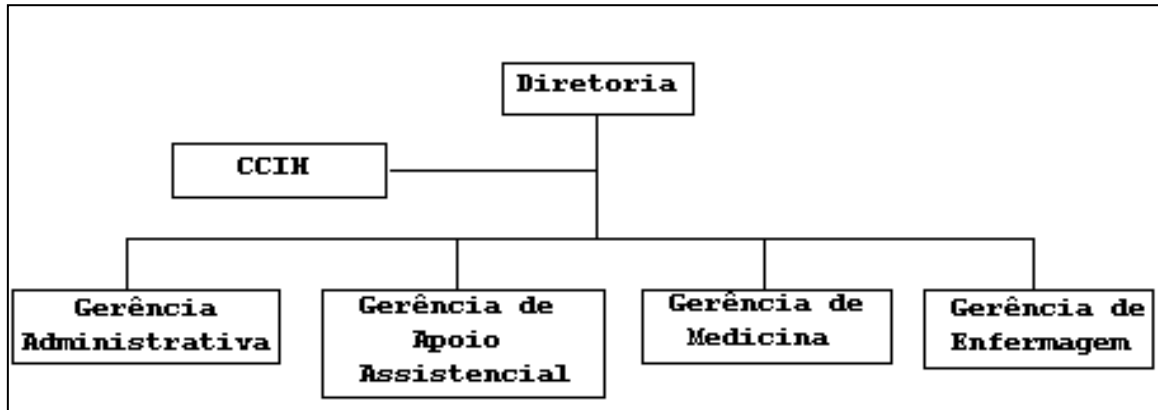 Diretoria
CCIH
Gerência
Administrativa
Gerência de
Apoio
Assistencial
Gerência de
Medicina
Gerência de
Enfermagem